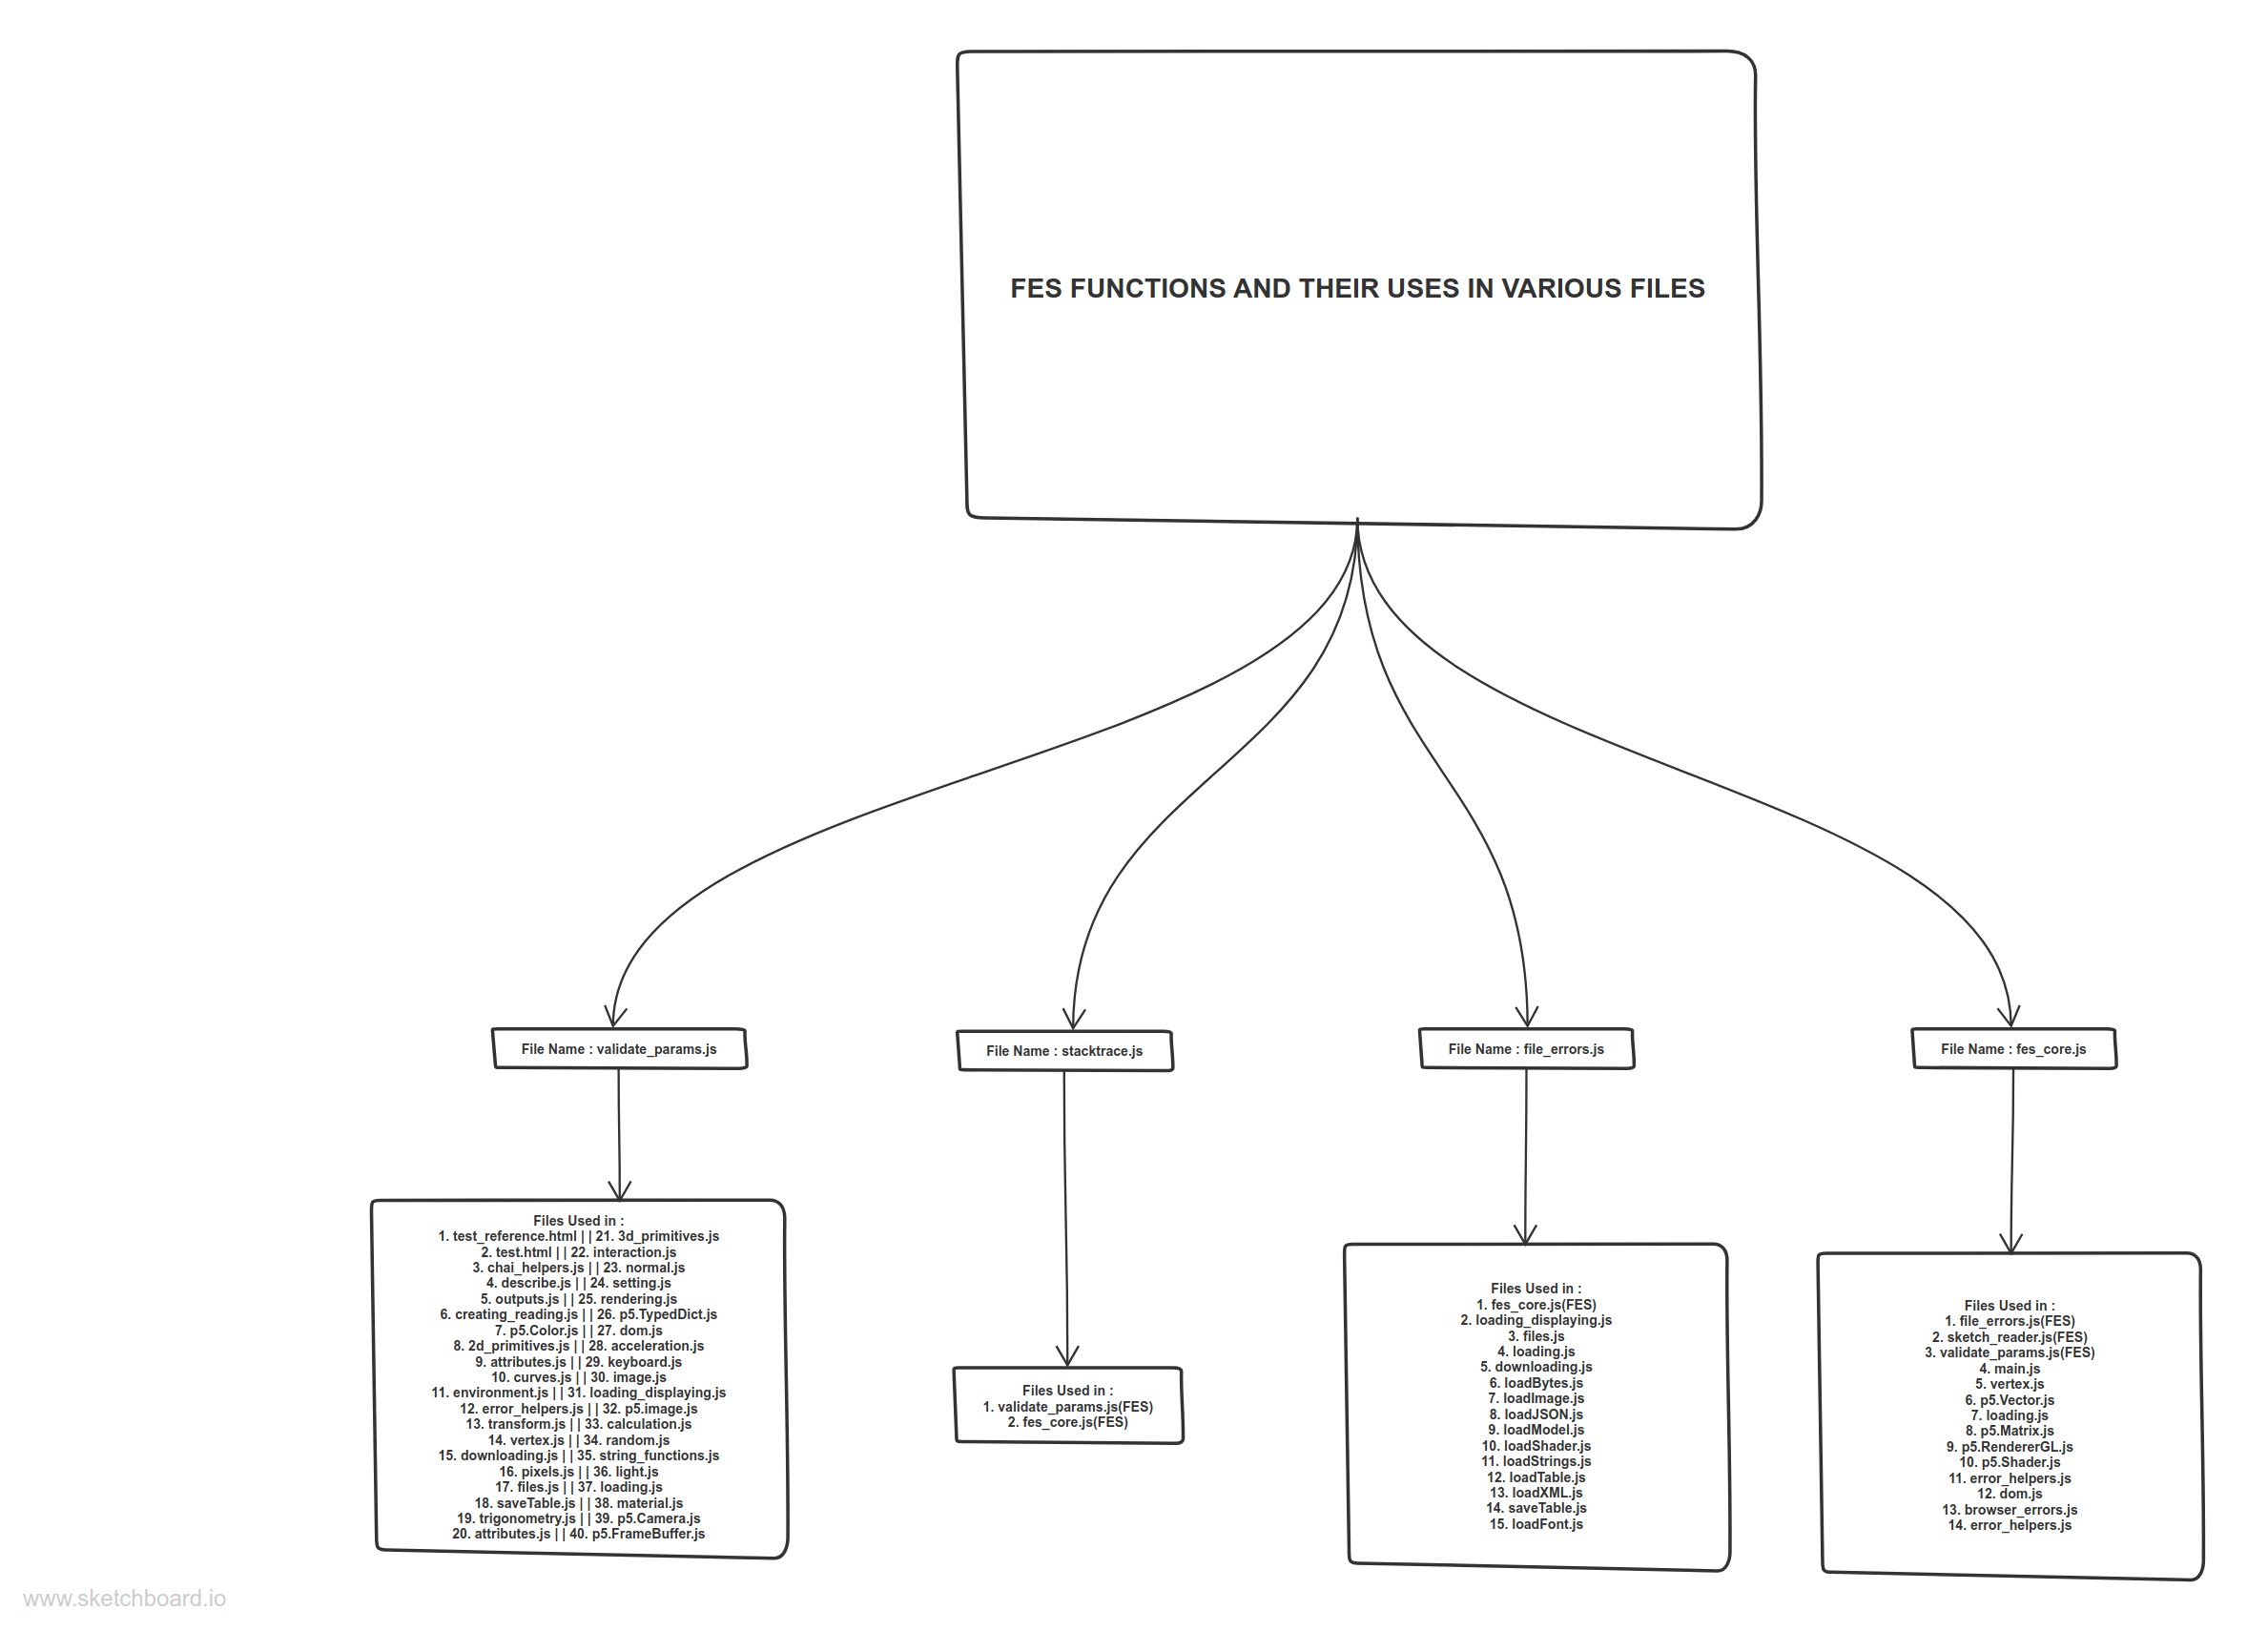 FES FUNCTIONS AND THEIR USES IN VARIOUS FILES
File Name : validate_params.js
File Name : stacktrace.js
File Name : file_errors.js
File Name : fes_core.js
Files Used in :
1. test_reference.html | | 21. 3d_primitives.js
2. test.html | | 22. interaction.js
3. chai_helpers.js | | 23. normal.js
4. describe.js | | 24. setting.js
5. outputs.js | | 25. rendering.js
6. creating_reading.js | | 26. p5.TypedDict.js
7. p5.Color.js | | 27. dom.js
8. 2d_primitives.js | | 28. acceleration.js
9. attributes.js | | 29. keyboard.js
10. curves.js | | 30. image.js
11. environment.js | | 31. loading_displaying.js
12. error_helpers.js | | 32. p5.image.js
13. transform.js | | 33. calculation.js
14. vertex.js | | 34. random.js
15. downloading.js | | 35. string_functions.js
16. pixels.js | | 36. light.js
17. files.js | | 37. loading.js
18. saveTable.js | | 38. material.js
19. trigonometry.js | | 39. p5.Camera.js
20. attributes.js | | 40. p5.FrameBuffer.js
Files Used in :
1. validate_params.js(FES)
2. fes_core.js(FES)
Files Used in :
1. fes_core.js(FES)
2. loading_displaying.js
3. files.js
4. loading.js
5. downloading.js
6. loadBytes.js
7. loadImage.js
8. loadJSON.js
9. loadModel.js
10. loadShader.js
11. loadStrings.js
12. loadTable.js
13. loadXML.js
14. saveTable.js
15. loadFont.js
Files Used in :
1. file_errors.js(FES)
2. sketch_reader.js(FES)
3. validate_params.js(FES)
4. main.js
5. vertex.js
6. p5.Vector.js
7. loading.js
8. p5.Matrix.js
9. p5.RendererGL.js
10. p5.Shader.js
11. error_helpers.js
12. dom.js
13. browser_errors.js
14. error_helpers.js
www.sketchboard.io